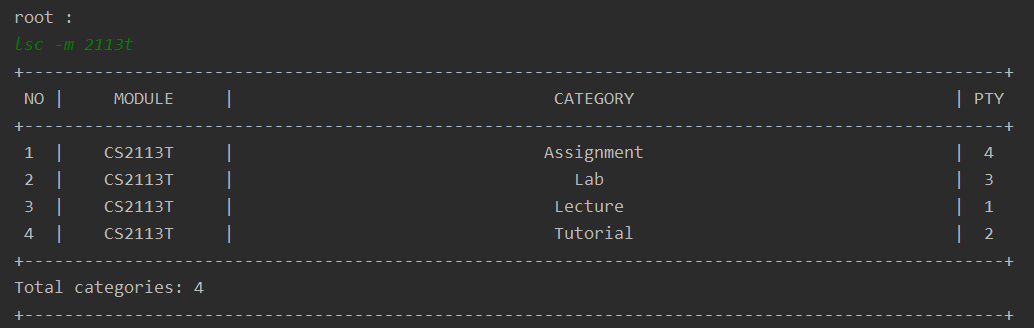 root :
lsc -m 2113t
+--------------------------------------------------------------------------------------------------+
NO | MODULE | CATEGORY | PTY
+--------------------------------------------------------------------------------------------------+
1 | CS2113T | Assignment | 4
2 | CS2113T | Lab | 3
3 | CS2113T | Lecture | 1
4 | CS2113T | Tutorial | 2
+--------------------------------------------------------------------------------------------------+
Total categories: 4
+--------------------------------------------------------------------------------------------------+